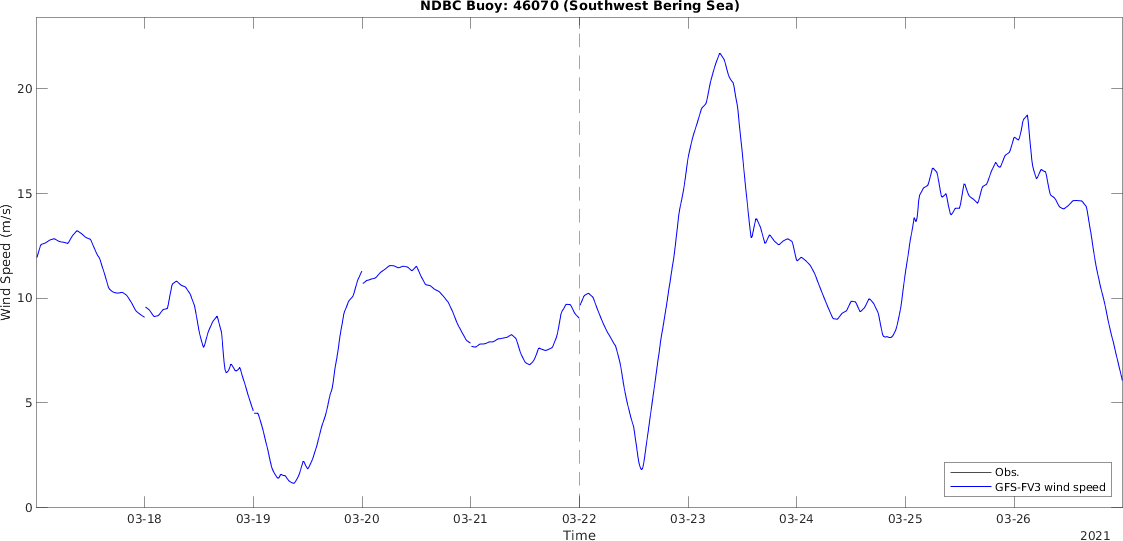 NDBC Buoy: 46070 (Southwest Bering Sea)
20
15
10
5
0
Wind Speed (m/s)
03-18 03-19 03-20 03-21 03-22 03-23 03-24 03-25 03-26
Time
2021
Obs.
GFS-FV3 wind speed